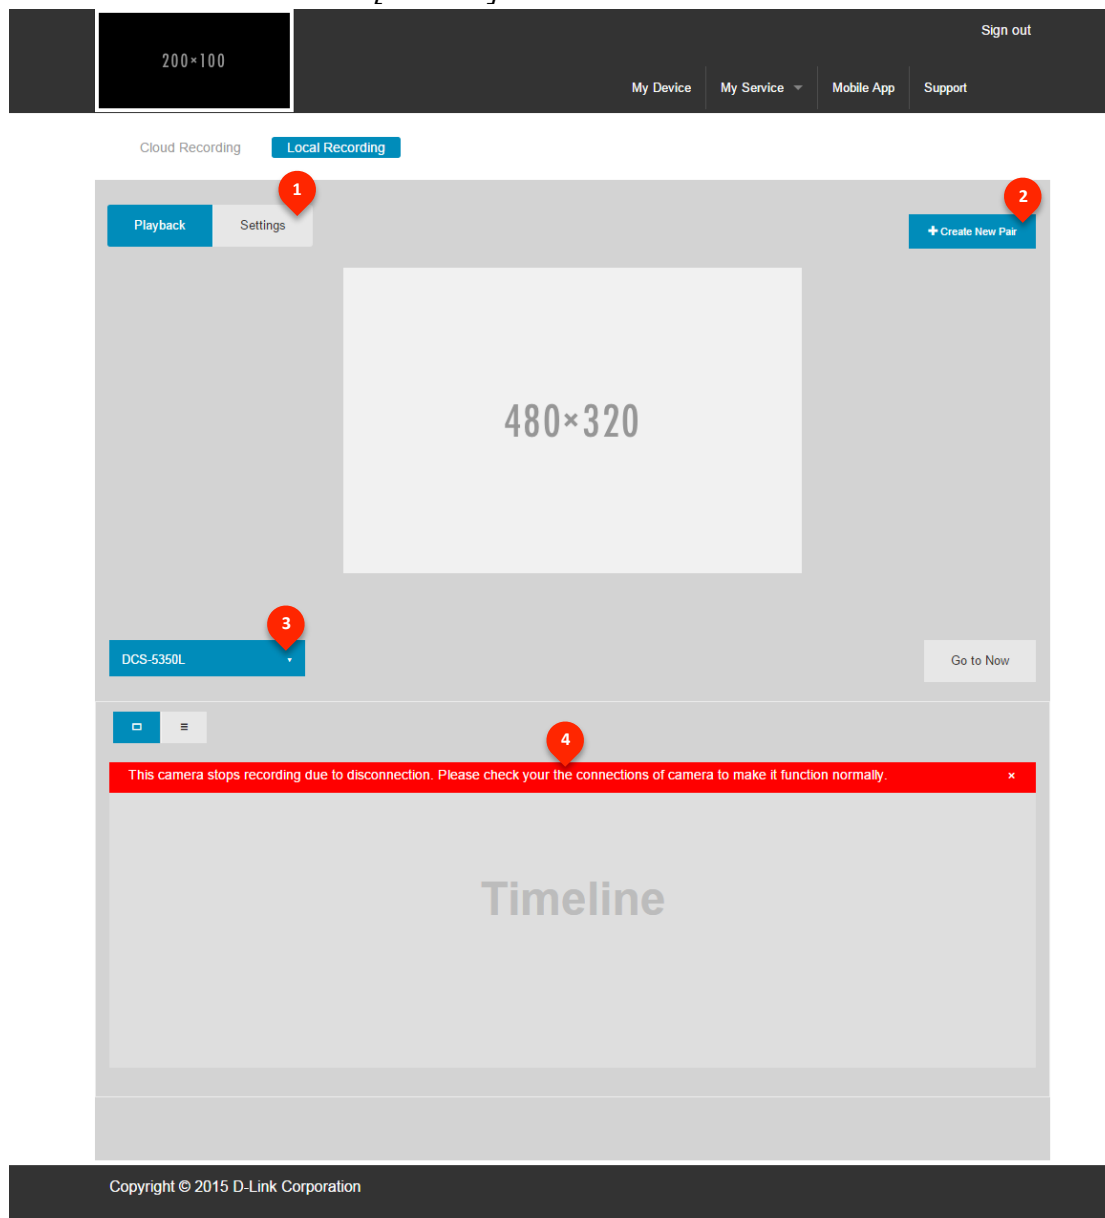 Sign out
200×100
My Device My Service Mobile App Support
Cloud Recording Local Recording
1
2
Playback Settings
+ Create New Pair
480×320
3
DCS-5350L
Go to Now
4
This camera stops recording due to disconnection. Please check your the connections of camera to make it function normally. ×
Timeline
Copyright © 2015 D-Link Corporation